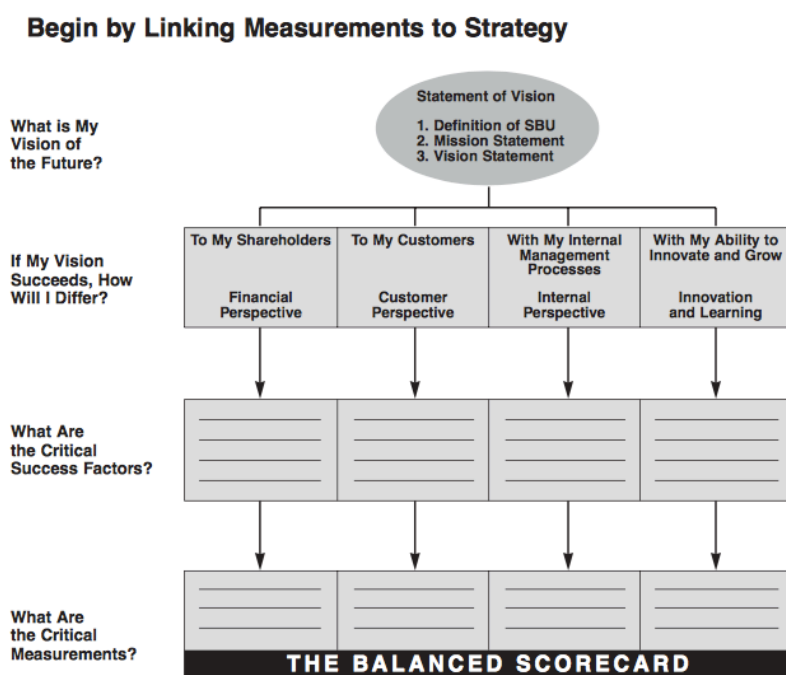 Begin by Linking Measurements to Strategy
What is My
Vision of
the Future?
Statement of Vision
1. Definition of SBU
2. Mission Statement
3. Vision Statement
If My Vision
Succeeds, How
Will I Differ?
To My Shareholders
Financial
Perspective
To My Customers
Customer
Perspective
With My Internal
Management
Processes
Internal
Perspective
With My Ability to
Innovate and Grow
Innovation
and Learning
What Are
the Critical
Success Factors?
What Are
the Critical
Measurements?
THE BALANCED SCORECARD